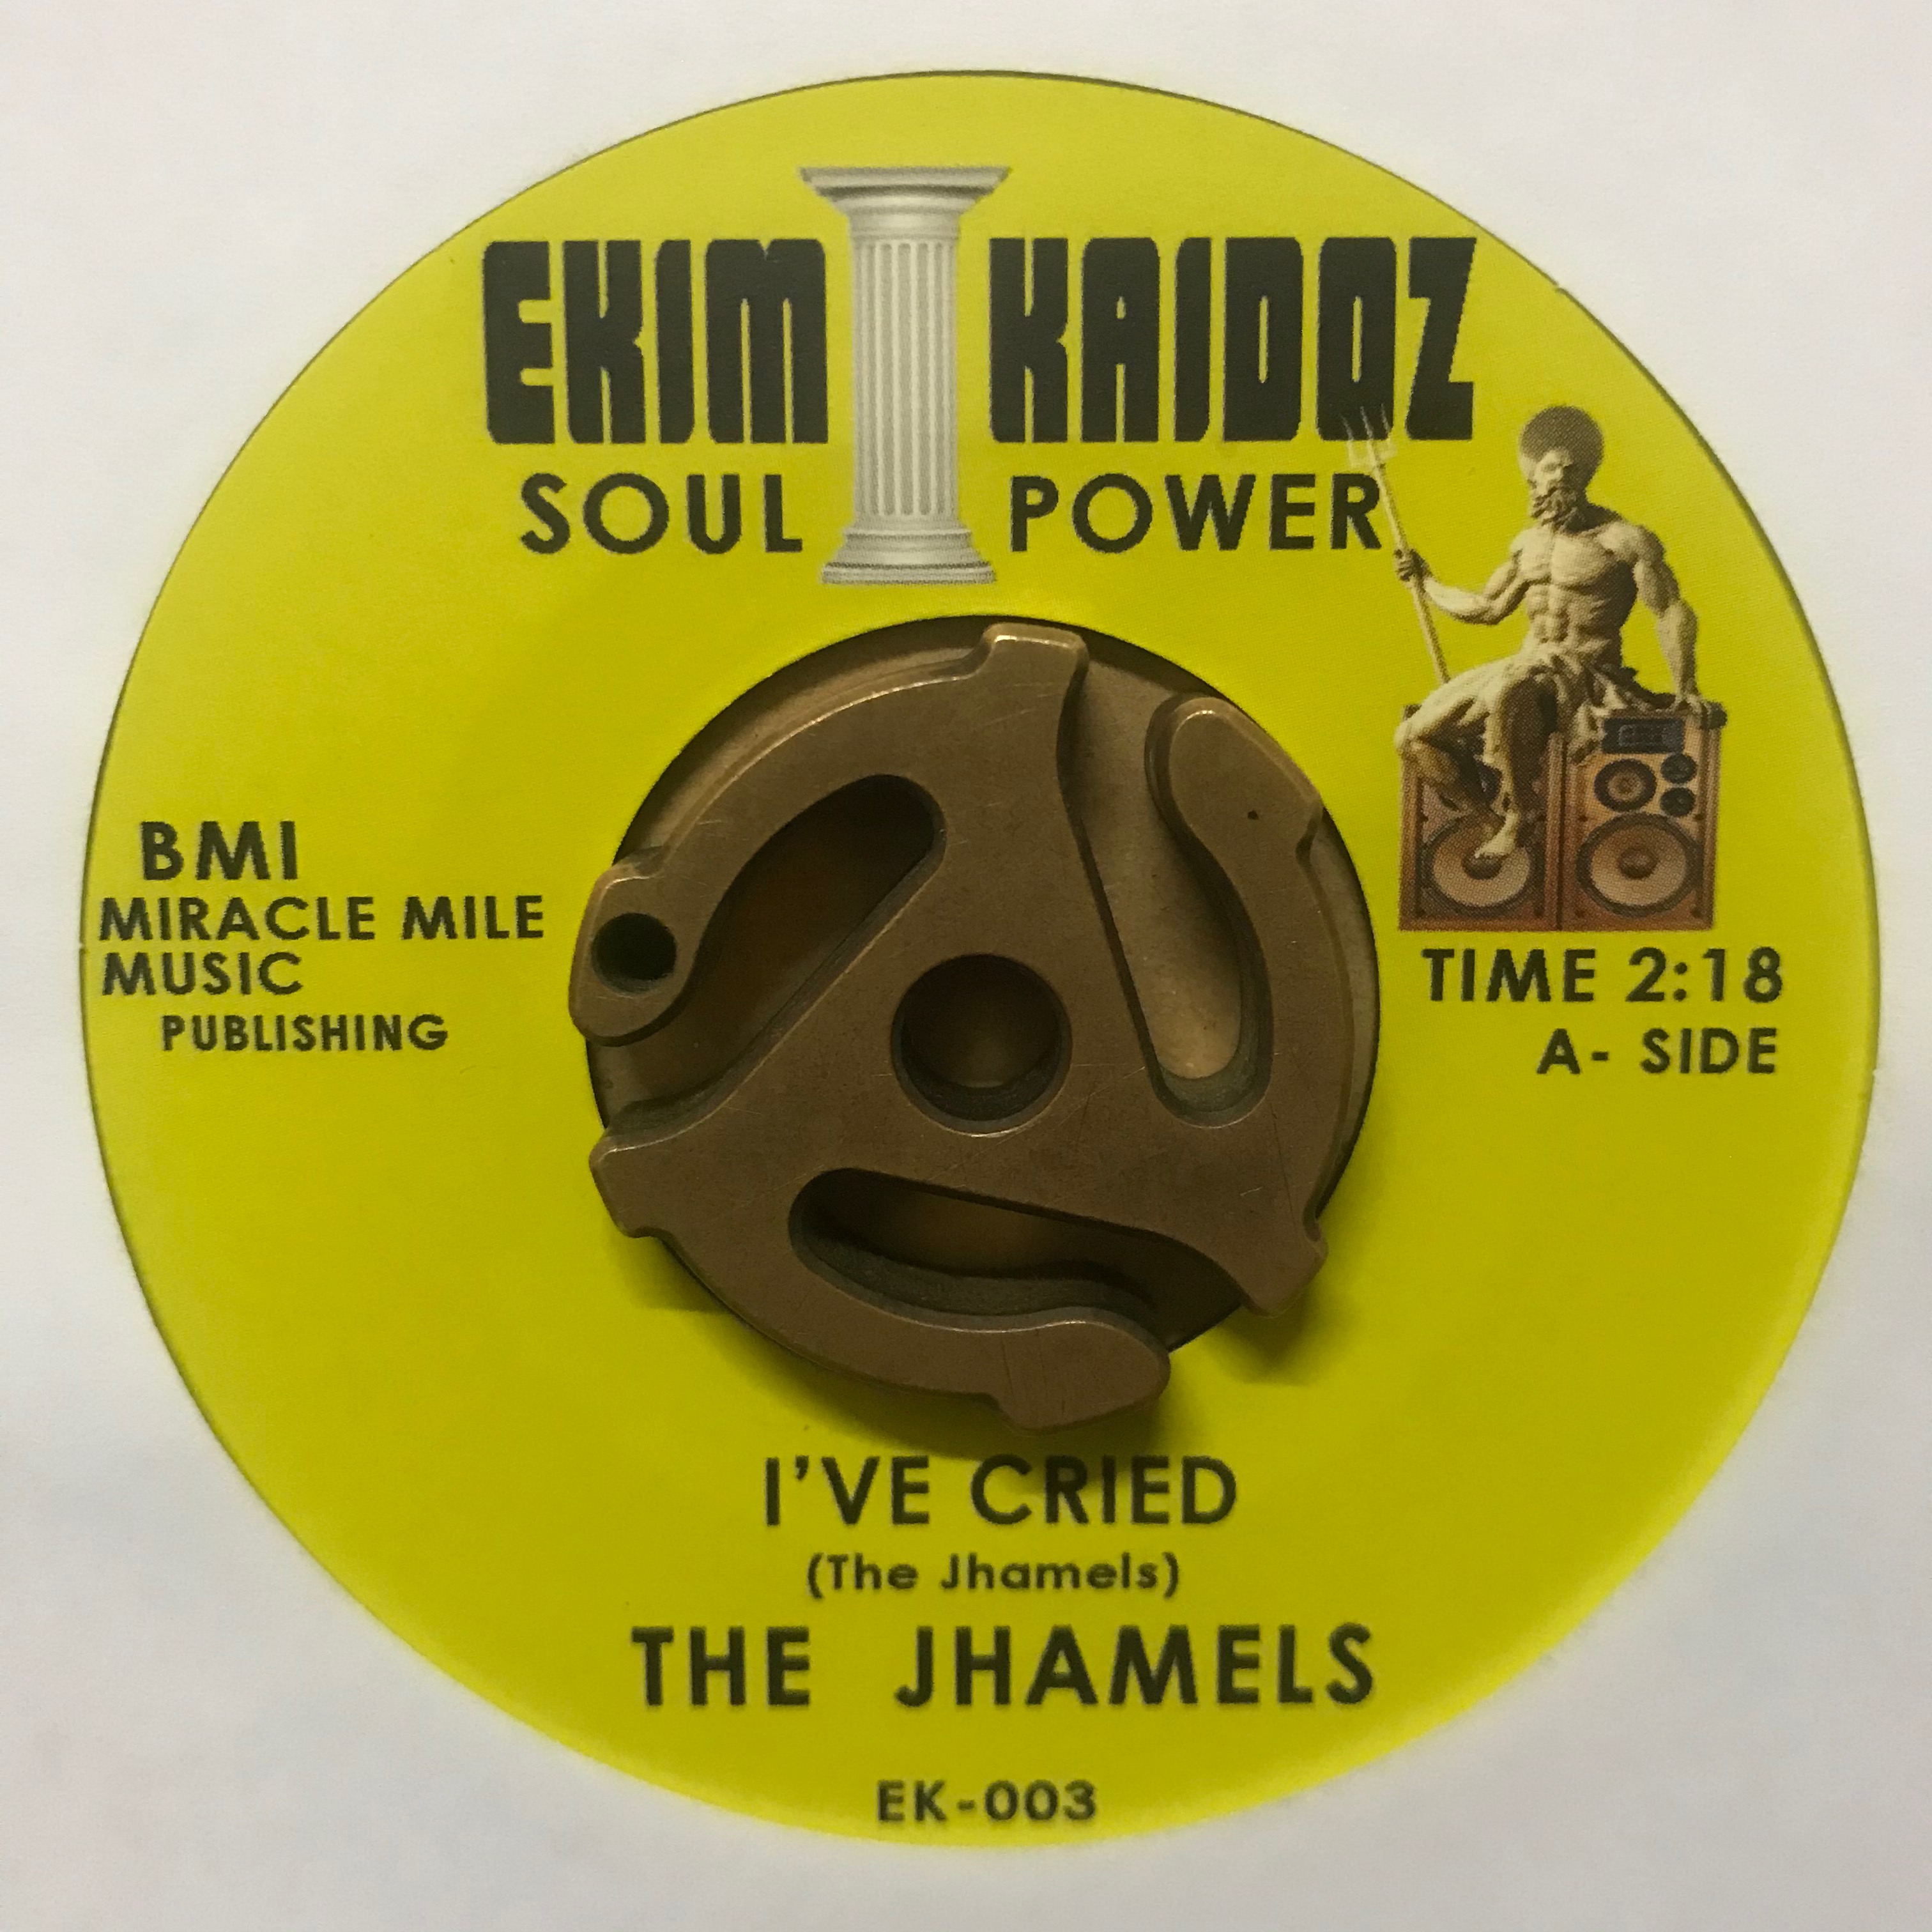 EKIM KAIDOZ
SOUL POWER
BMI
MIRACLE MILE
MUSIC
PUBLISHING
TIME 2:18
A- SIDE
I'VE CRIED
(The Jhamels)
THE JHAMELS
EK-003